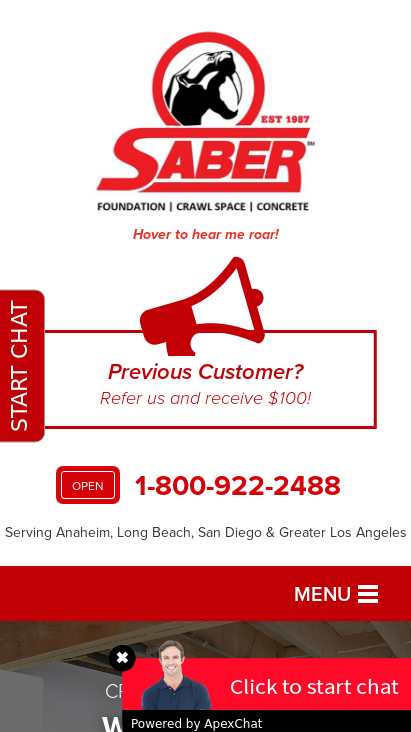 EST 1987
SABER SM
FOUNDATION | CRAWL SPACE | CONCRETE
Hover to hear me roar!
START CHAT
Previous Customer?
Refer us and receive $100!
OPEN
1-800-922-2488
Serving Anaheim, Long Beach, San Diego & Greater Los Angeles
MENU
Click to start chat
Powered by ApexChat